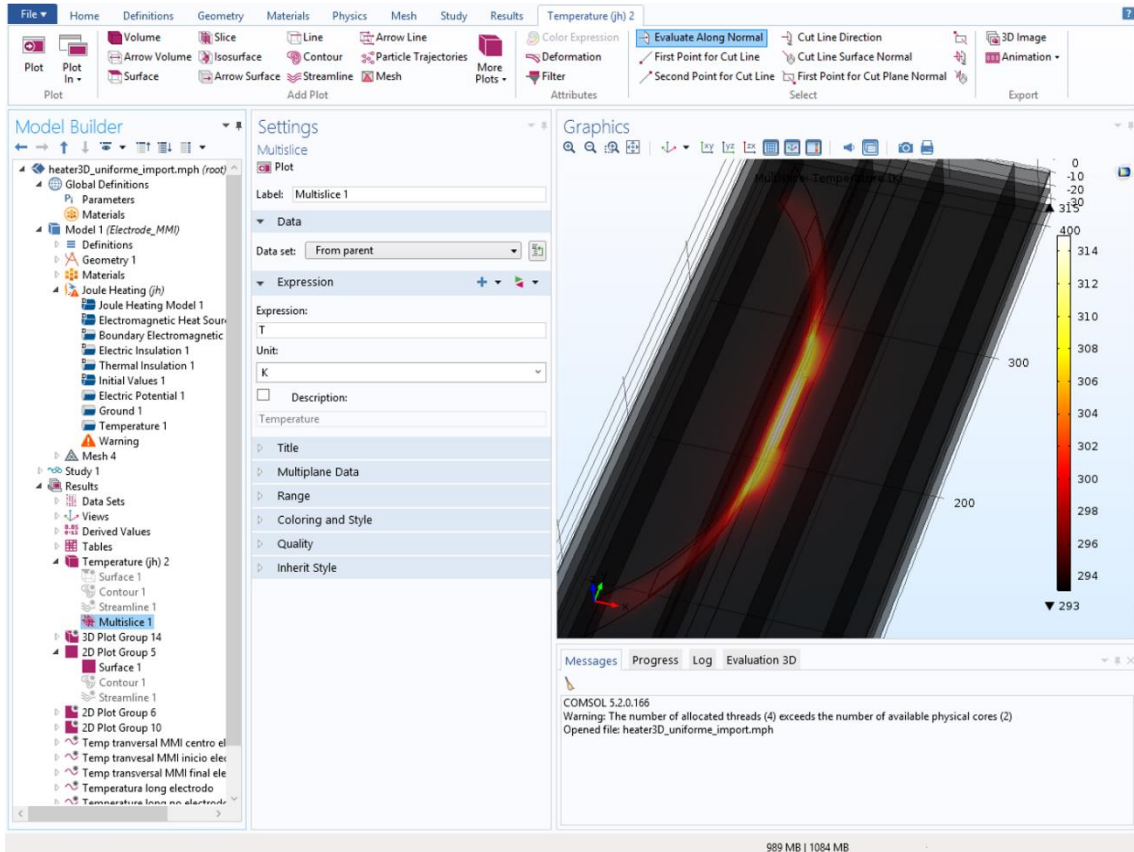 File ▾ Home Definitions Geometry Materials Physics Mesh Study Results Temperature (jh) 2 ?
Volume Slice Line Arrow Line Color Expression Evaluate Along Normal Cut Line Direction 3D Image
Plot Plot In ▾ Arrow Volume Isosurface Contour Particle Trajectories More Plots ▾ Deformation First Point for Cut Line Cut Line Surface Normal Animation ▾
Surface Arrow Surface Streamline Mesh Filter Second Point for Cut Line First Point for Cut Plane Normal
Plot Add Plot Attributes Select Export
Model Builder
heater3D_uniforme_import.mph (root)
Global Definitions
Pi Parameters
Materials
Model 1 (Electrode_MMI)
Definitions
Geometry 1
Materials
Joule Heating (jh)
Joule Heating Model 1
Electromagnetic Heat Sour
Boundary Electromagnetic
Electric Insulation 1
Thermal Insulation 1
Initial Values 1
Electric Potential 1
Ground 1
Temperature 1
Warning
Mesh 4
Study 1
Results
Data Sets
Views
Derived Values
Tables
Temperature (jh) 2
Surface 1
Contour 1
Streamline 1
Multislice 1
3D Plot Group 14
2D Plot Group 5
Surface 1
Contour 1
Streamline 1
2D Plot Group 6
2D Plot Group 10
Temp tranversal MMI centro el
Temp tranvesal MMI inicio elec
Temp transversal MMI final ele
Temperatura long electrodo
Temperature long no electrodo
Settings
Multislice
Plot
Label: Multislice 1
Data
Data set: From parent
Expression
Expression:
T
Unit:
K
Description:
Temperature
Title
Multiplane Data
Range
Coloring and Style
Quality
Inherit Style
Graphics
xy yz zx
Multislice: Temperature (K)
0
-10
-20
-30
▲ 315
400
314
312
310
308
306
304
302
300
298
296
294
▼ 293
300
200
x
Messages Progress Log Evaluation 3D
COMSOL 5.2.0.166
Warning: The number of allocated threads (4) exceeds the number of available physical cores (2)
Opened file: heater3D_uniforme_import.mph
989 MB | 1084 MB